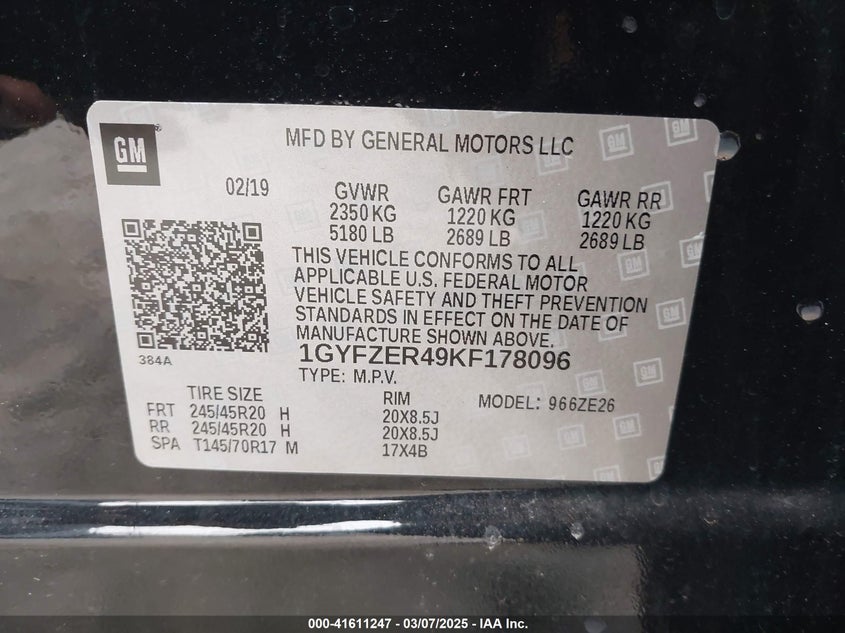 GM
MFD BY GENERAL MOTORS LLC
02/19
GVWR GAWR FRT GAWR RR
2350 KG 1220 KG 1220 KG
5180 LB 2689 LB 2689 LB
THIS VEHICLE CONFORMS TO ALL
APPLICABLE U.S. FEDERAL MOTOR
VEHICLE SAFETY AND THEFT PREVENTION
STANDARDS IN EFFECT ON THE DATE OF
MANUFACTURE SHOWN ABOVE.
384A
1GYFZER49KF178096
TYPE: M.P.V.
TIRE SIZE RIM MODEL: 966ZE26
FRT 245/45R20 H 20X8.5J
RR 245/45R20 H 20X8.5J
SPA T145/70R17 M 17X4B
000-41611247 - 03/07/2025 - IAA Inc.